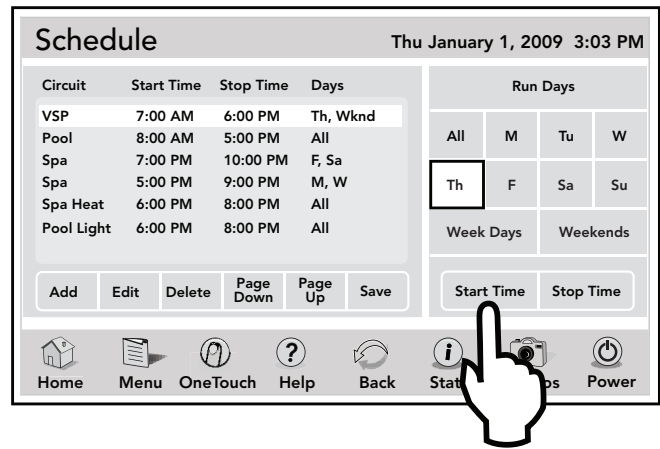 Schedule
Thu January 1, 2009 3:03 PM
Circuit Start Time Stop Time Days
VSP 7:00 AM 6:00 PM Th, Wknd
Pool 8:00 AM 5:00 PM All
Spa 7:00 PM 10:00 PM F, Sa
Spa 5:00 PM 9:00 PM M, W
Spa Heat 6:00 PM 8:00 PM All
Pool Light 6:00 PM 8:00 PM All
Add Edit Delete Page Down Page Up Save
Run Days
All M Tu W
Th F Sa Su
Week Days Weekends
Start Time Stop Time
Home Menu OneTouch Help Back Power